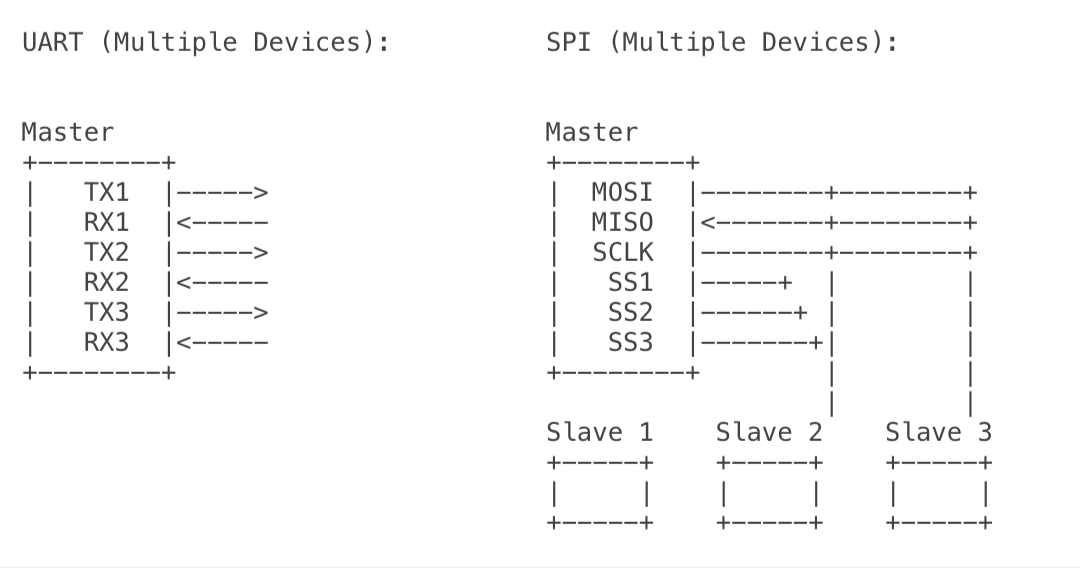 UART (Multiple Devices):          SPI (Multiple Devices):

Master                            Master
+--------+                        +--------+
|   TX1  |----->                  |  MOSI  |--------+--------+
|   RX1  |<-----                  |  MISO  |<-------+--------+
|   TX2  |----->                  |  SCLK  |--------+--------+
|   RX2  |<-----                  |   SS1  |-----+  |        |
|   TX3  |----->                  |   SS2  |------+ |        |
|   RX3  |<-----                  |   SS3  |-------+|        |
+--------+                        +--------+        |        |
                                                    |        |
                                  Slave 1    Slave 2    Slave 3
                                  +-----+    +-----+    +-----+
                                  |     |    |     |    |     |
                                  +-----+    +-----+    +-----+